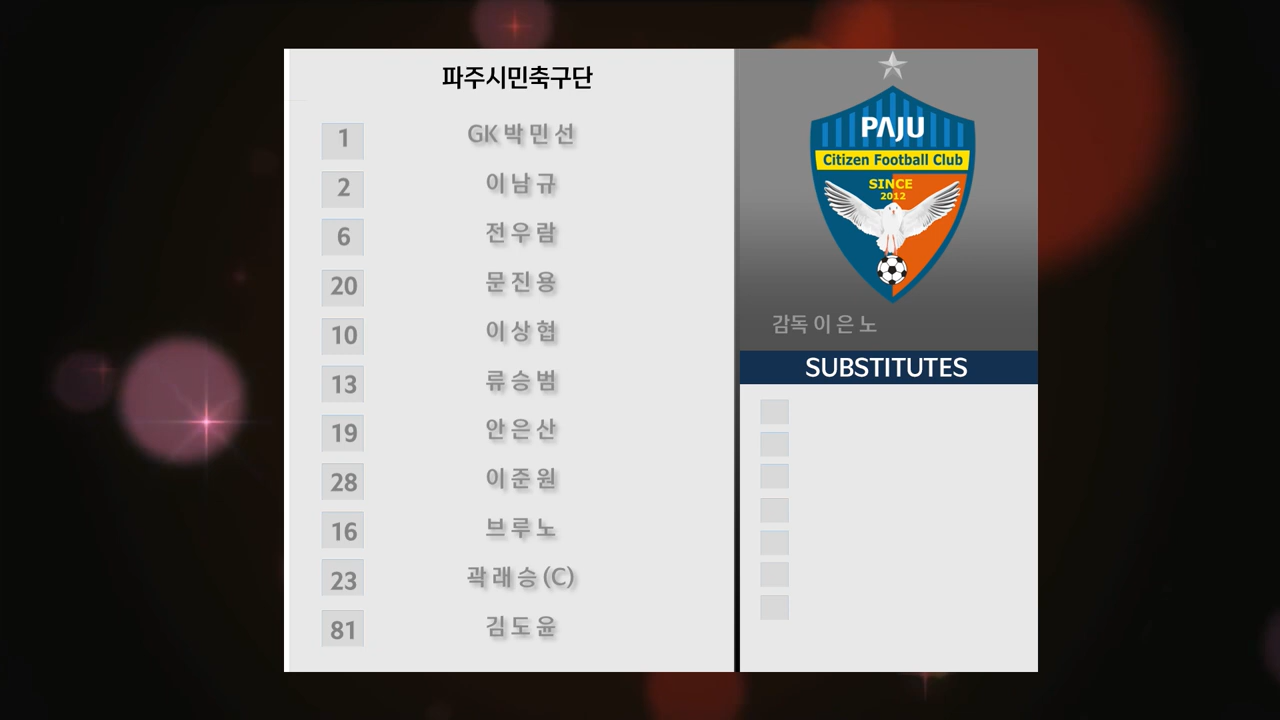 파주시민축구단
1 GK 박 민 선
2 이 남 규
6 전 우 람
20 문 진 용
10 이 상 협
13 류 승 범
19 안 은 산
28 이 준 원
16 브 루 노
23 곽 래 승 (C)
81 김 도 윤
PAJU
Citizen Football Club
SINCE
2012
감독 이 은 노
SUBSTITUTES